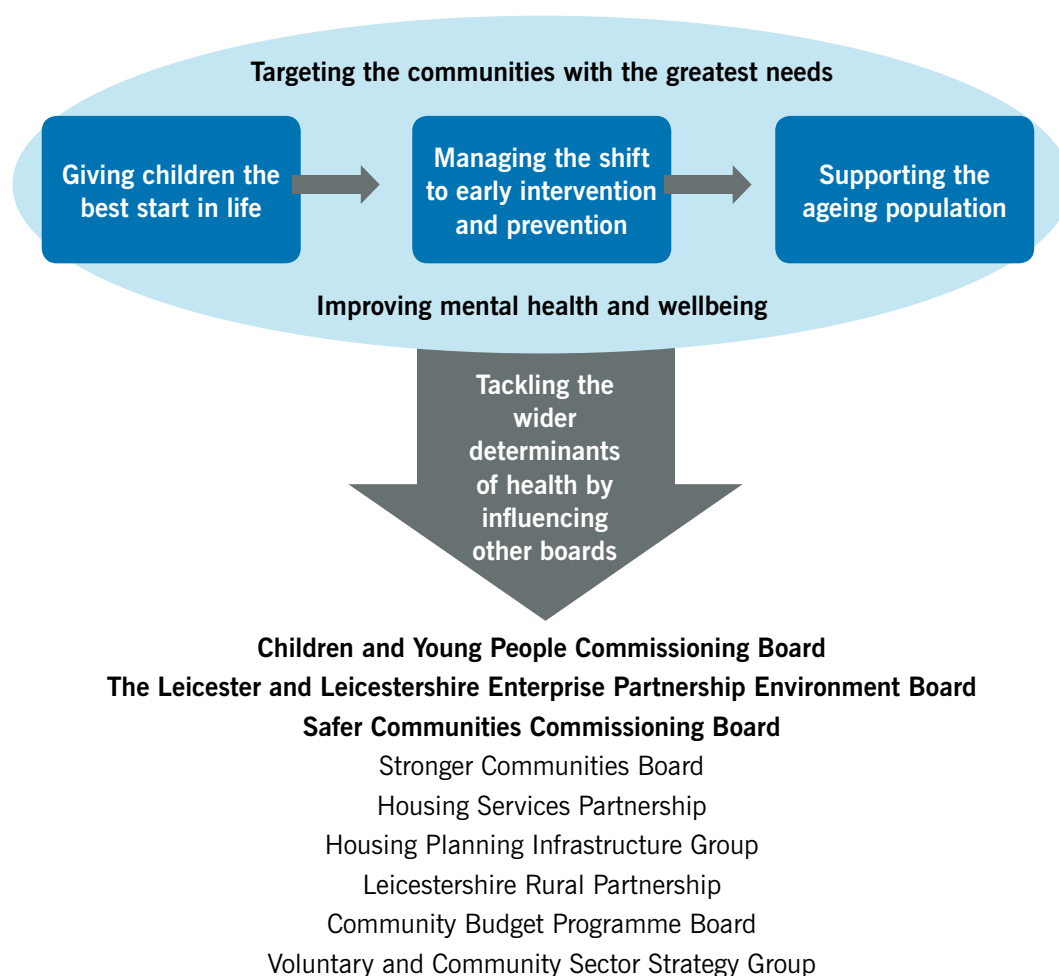 Targeting the communities with the greatest needs
Giving children the
best start in life
Managing the shift
to early intervention
and prevention
Supporting the
ageing population
Improving mental health and wellbeing
Tackling the
wider
determinants
of health by
influencing
other boards
Children and Young People Commissioning Board
The Leicester and Leicestershire Enterprise Partnership Environment Board
Safer Communities Commissioning Board
Stronger Communities Board
Housing Services Partnership
Housing Planning Infrastructure Group
Leicestershire Rural Partnership
Community Budget Programme Board
Voluntary and Community Sector Strategy Group